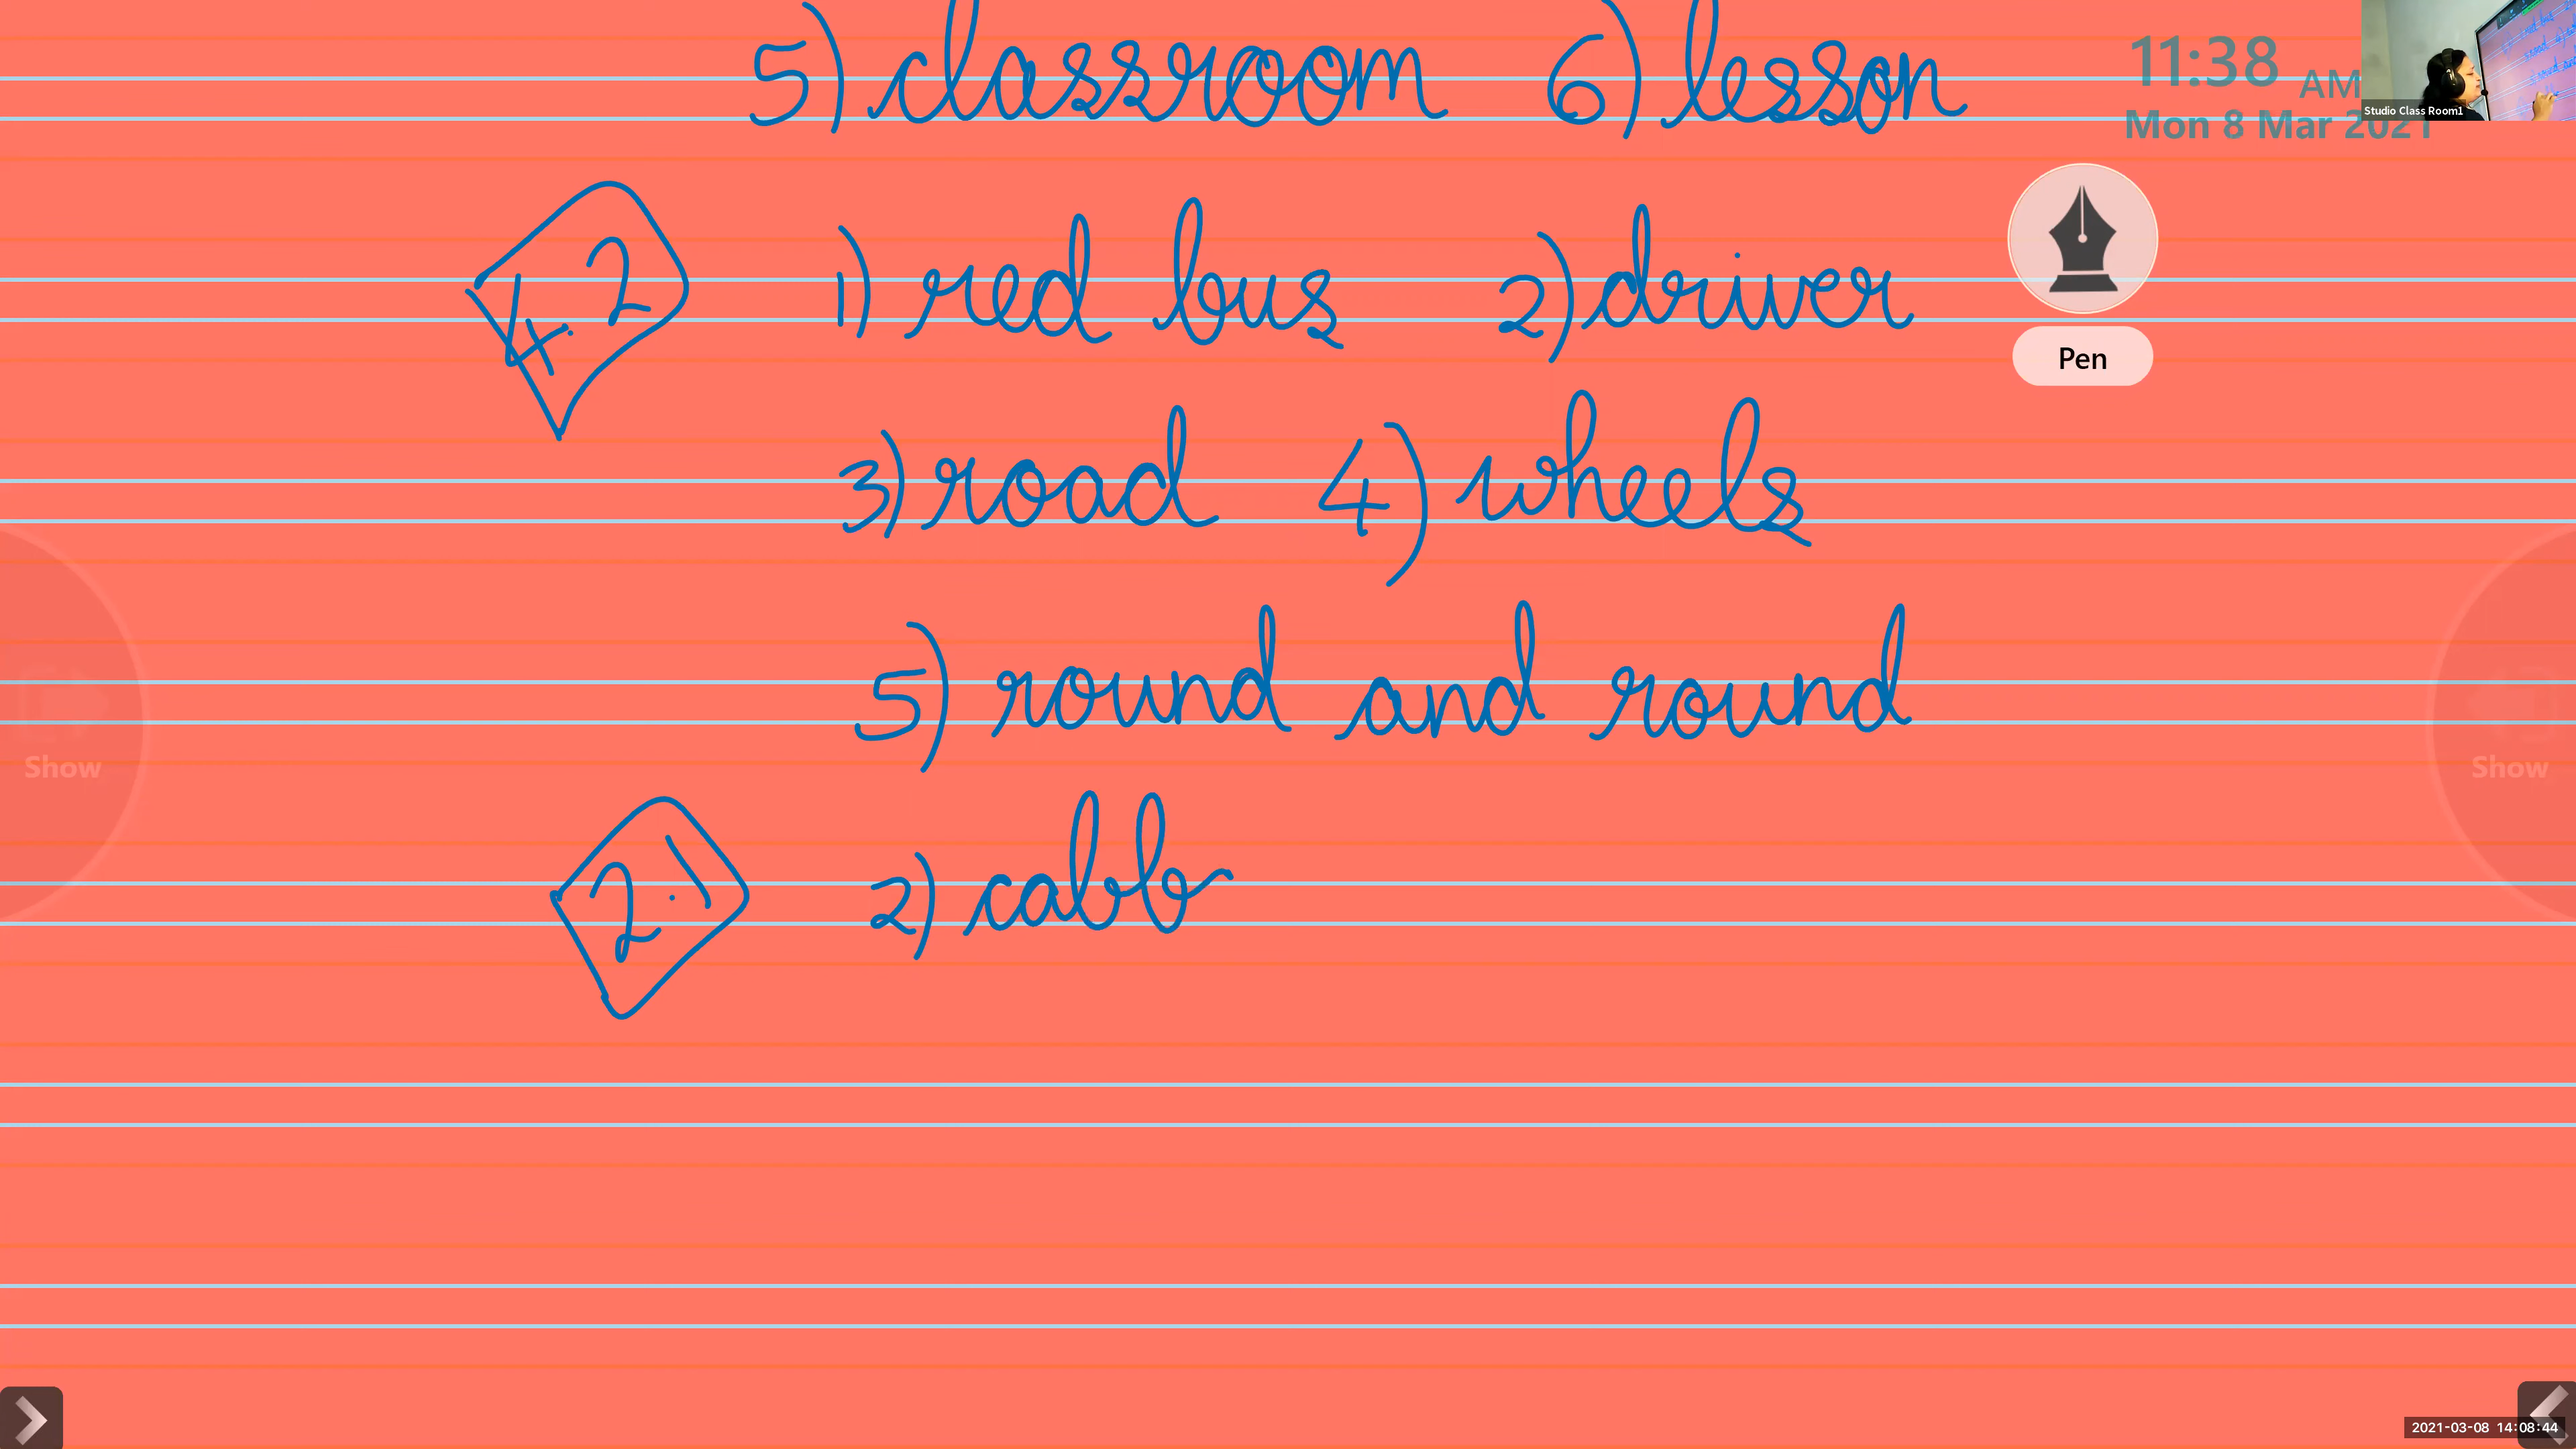 5) classroom 6) lesson
11:38 AM
Mon 8 Mar 2021
Studio Class Room1
4.2 1) red bus 2) driver
Pen
3) road 4) wheels
5) round and round
Show
Show
2.1 2) cabb
2021-03-08 14:08:44